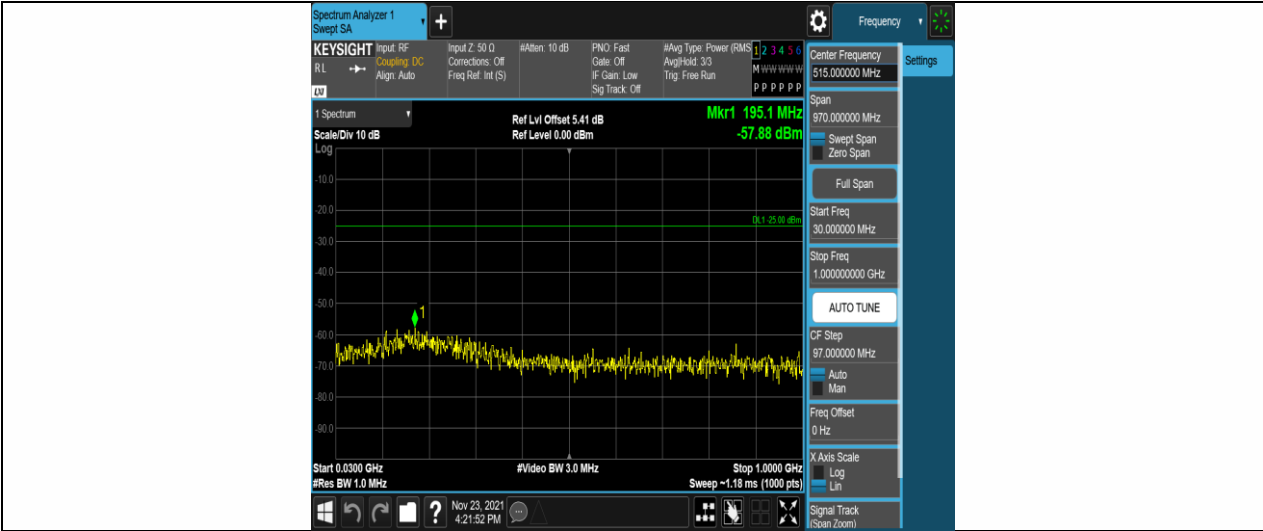 Spectrum Analyzer 1
Swept SA
+
Frequency
KEYSIGHT
RL
LXI
Input: RF
Coupling: DC
Align: Auto
Input Z: 50 Ω
Corrections: Off
Freq Ref: Int (S)
#Atten: 10 dB
PNO: Fast
Gate: Off
IF Gain: Low
Sig Track: Off
#Avg Type: Power (RMS
Avg|Hold: 3/3
Trig: Free Run
1 2 3 4 5 6
M W W W W W
P P P P P P
1 Spectrum
Scale/Div 10 dB
Ref Lvl Offset 5.41 dB
Ref Level 0.00 dBm
Mkr1 195.1 MHz
-57.88 dBm
Log
-10.0
-20.0
DL1 -25.00 dBm
-30.0
-40.0
-50.0
1
-60.0
-70.0
-80.0
-90.0
Start 0.0300 GHz
#Res BW 1.0 MHz
#Video BW 3.0 MHz
Stop 1.0000 GHz
Sweep ~1.18 ms (1000 pts)
?
Nov 23, 2021
4:21:52 PM
Center Frequency
515.000000 MHz
Settings
Span
970.000000 MHz
Swept Span
Zero Span
Full Span
Start Freq
30.000000 MHz
Stop Freq
1.000000000 GHz
AUTO TUNE
CF Step
97.000000 MHz
Auto
Man
Freq Offset
0 Hz
X Axis Scale
Log
Lin
Signal Track
(Span Zoom)